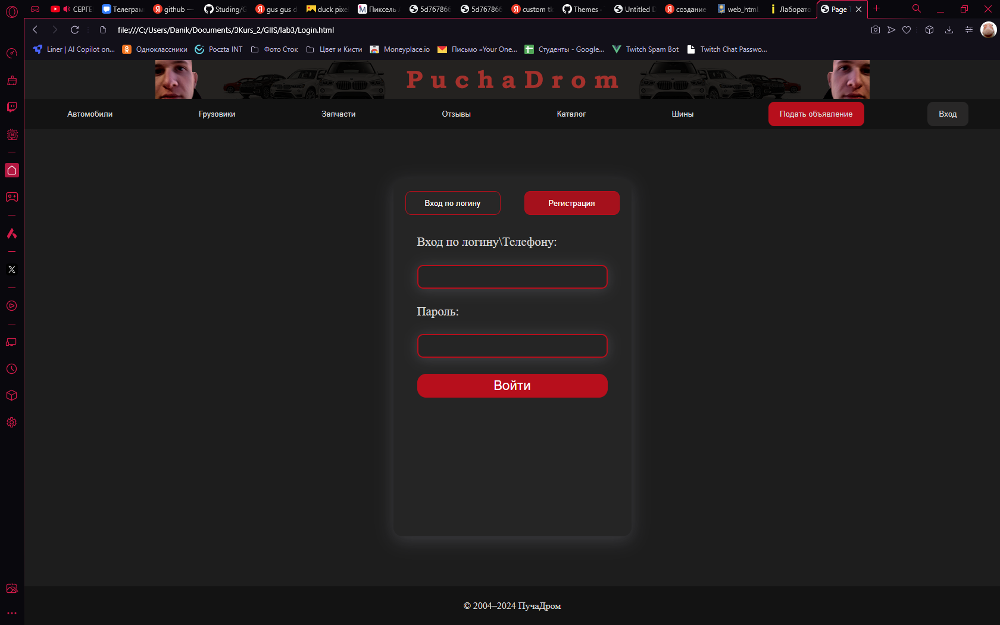 СЕРГЕ
Телеграм
github —
Studing/G
gus gus d
duck pixe
Пиксель
5d767866
5d767866
custom tk
Themes ·
Untitled D
создание
web_html.
Лаборато
Page T
file:///C:/Users/Danik/Documents/3Kurs_2/GIIS/lab3/Login.html
Liner | AI Copilot on...
Одноклассники
Poczta INT
Фото Сток
Цвет и Кисти
Moneyplace.io
Письмо «Your One...
Студенты - Google...
Twitch Spam Bot
Twitch Chat Passwo...
PuchaDrom
Автомобили
Грузовики
Запчасти
Отзывы
Каталог
Шины
Подать объявление
Вход
Вход по логину
Регистрация
Вход по логину\Телефону:
Пароль:
Войти
© 2004–2024 ПучаДром